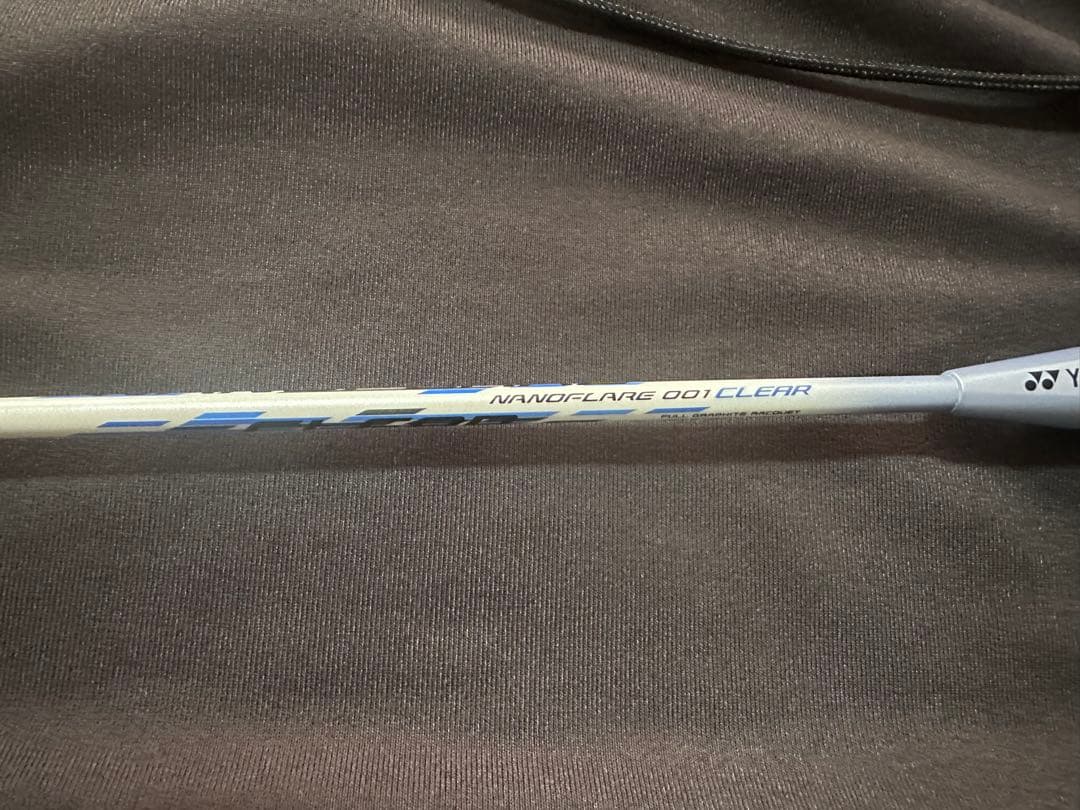 NANOFLARE 001 CLEAR
FULL GRAPHITE RACQUET
Y